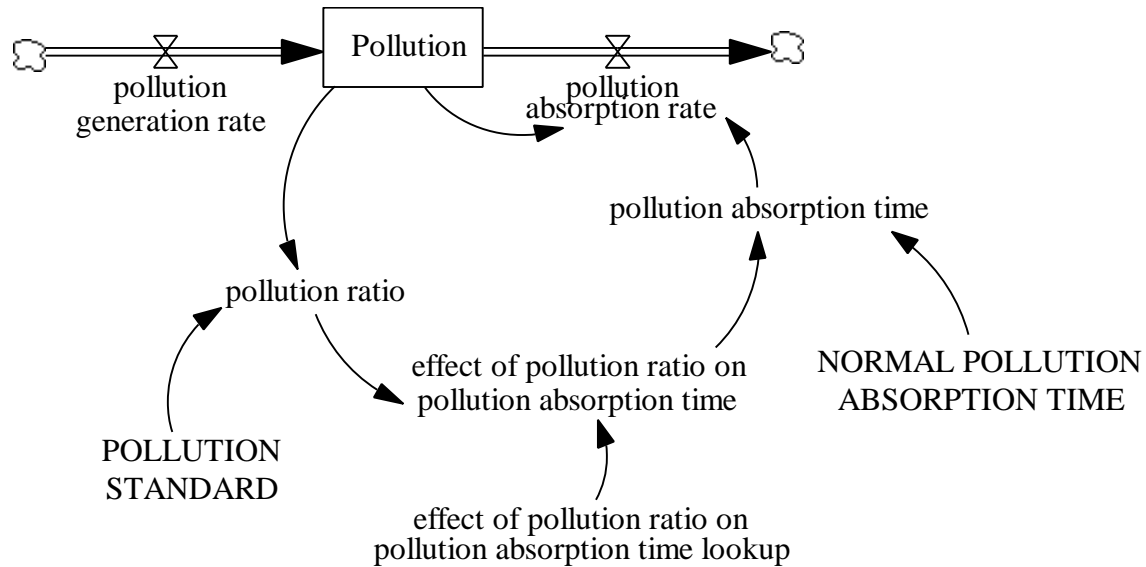 Pollution
pollution
generation rate
pollution
absorption rate
pollution absorption time
pollution ratio
effect of pollution ratio on
pollution absorption time
NORMAL POLLUTION
ABSORPTION TIME
POLLUTION
STANDARD
effect of pollution ratio on
pollution absorption time lookup